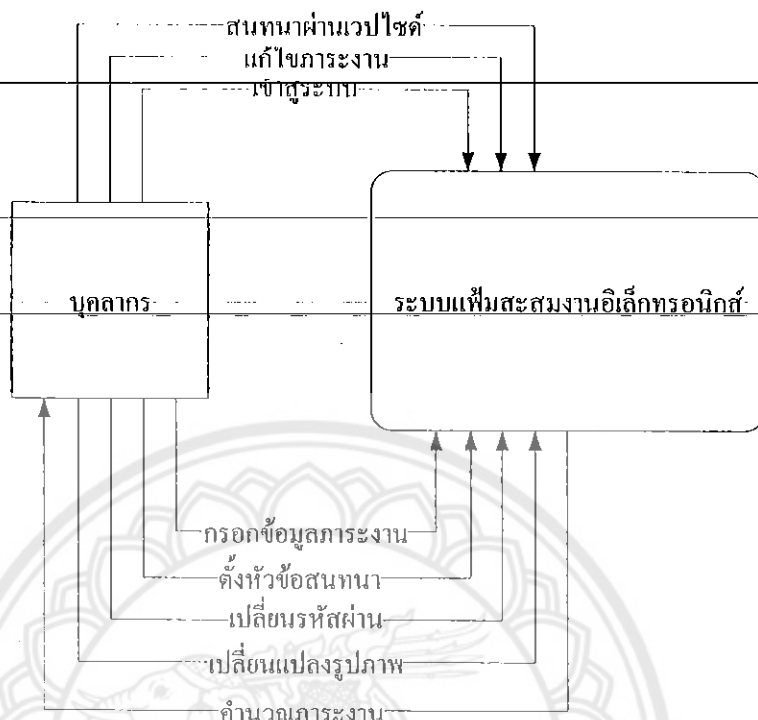 สนทนาผ่านเวปไซด์
แก้ไขภาระงาน
เข้าสู่ระบบ
บุคลากร
ระบบแฟ้มสะสมงานอิเล็กทรอนิกส์
กรอกข้อมูลภาระงาน
ตั้งหัวข้อสนทนา
เปลี่ยนรหัสผ่าน
เปลี่ยนแปลงรูปภาพ
คำนวณภาระงาน